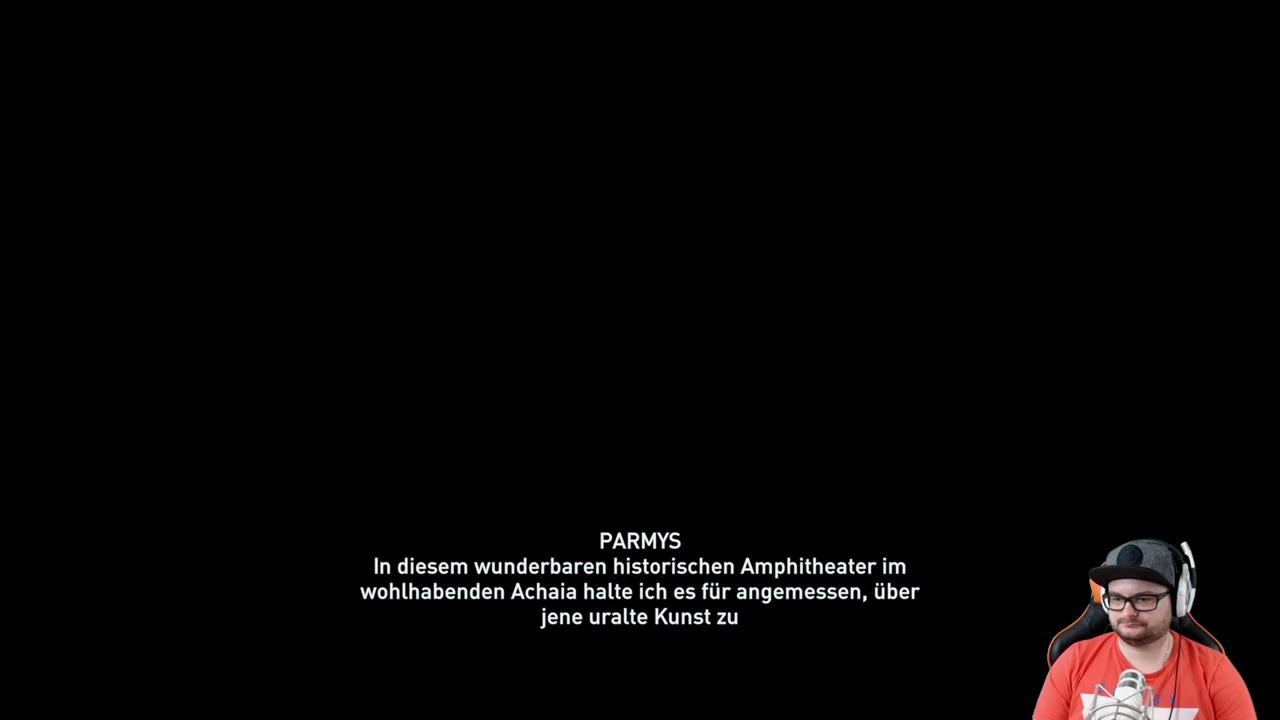 PARMYS
In diesem wunderbaren historischen Amphitheater im
wohlhabenden Achaia halte ich es für angemessen, über
jene uralte Kunst zu